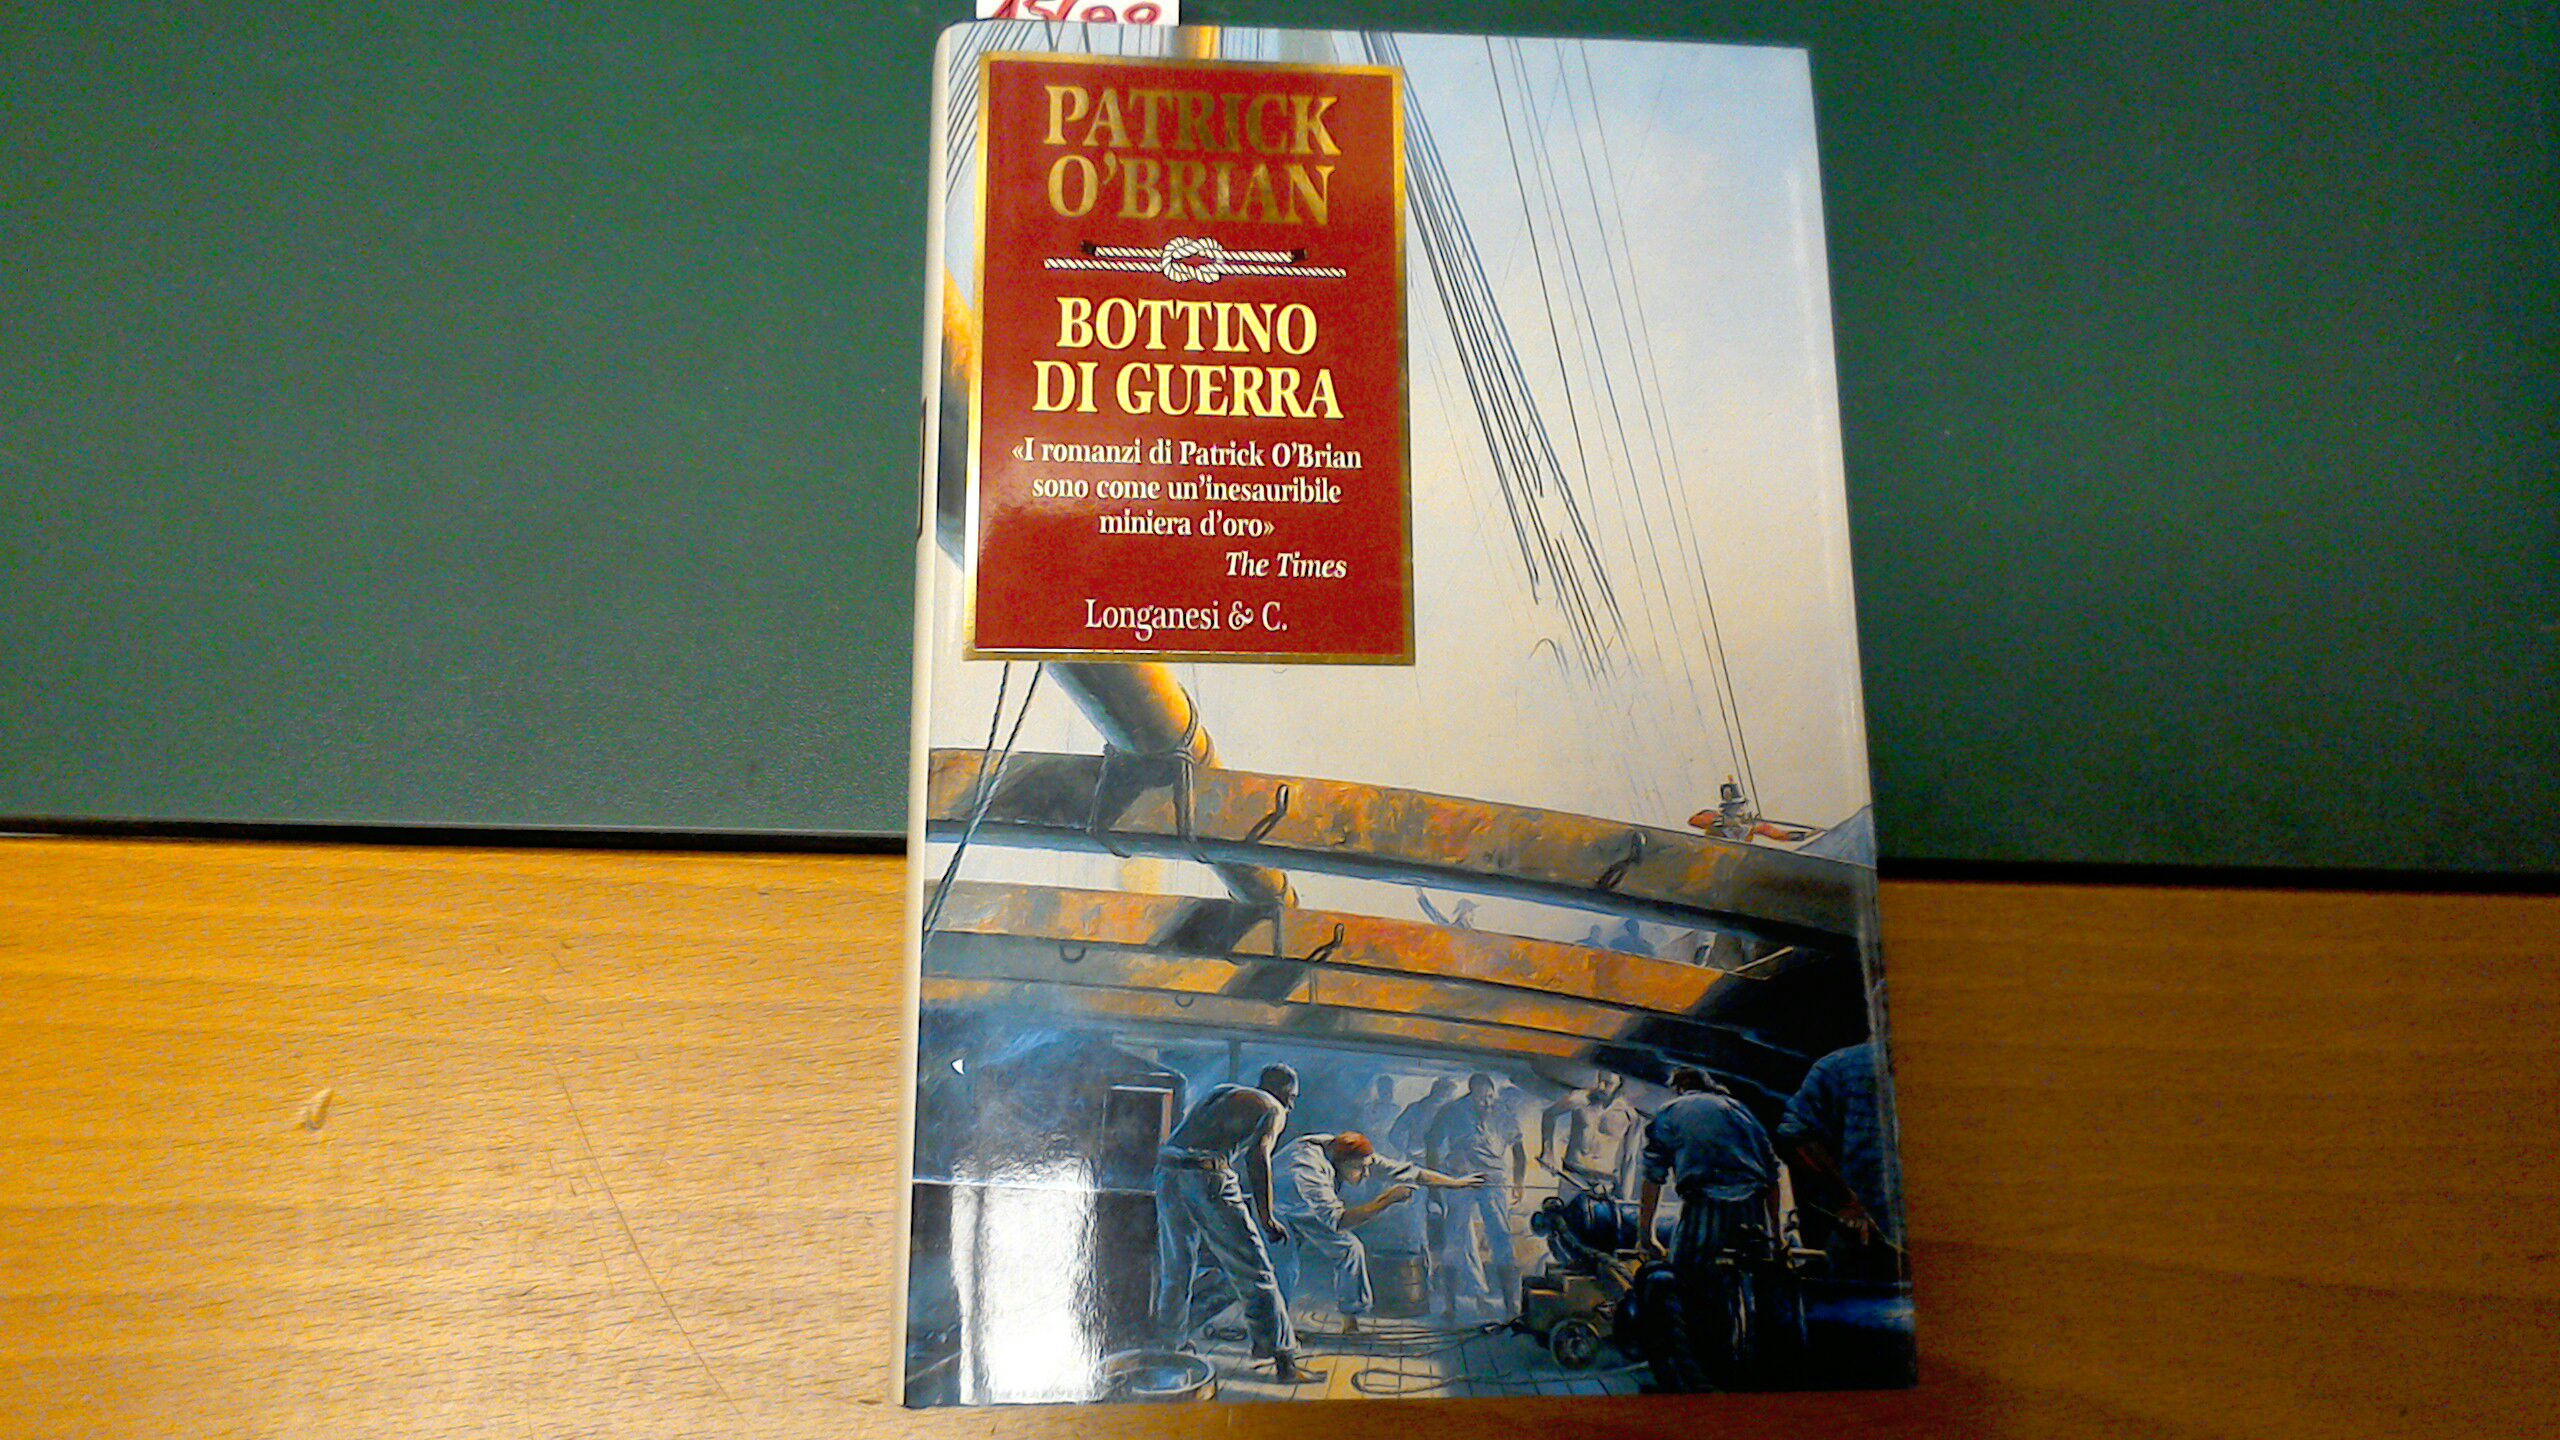 PATRICK
O'BRIAN
BOTTINO
DI GUERRA
«I romanzi di Patrick O'Brian
sono come un'inesauribile
miniera d'oro»
The Times
Longanesi & C.